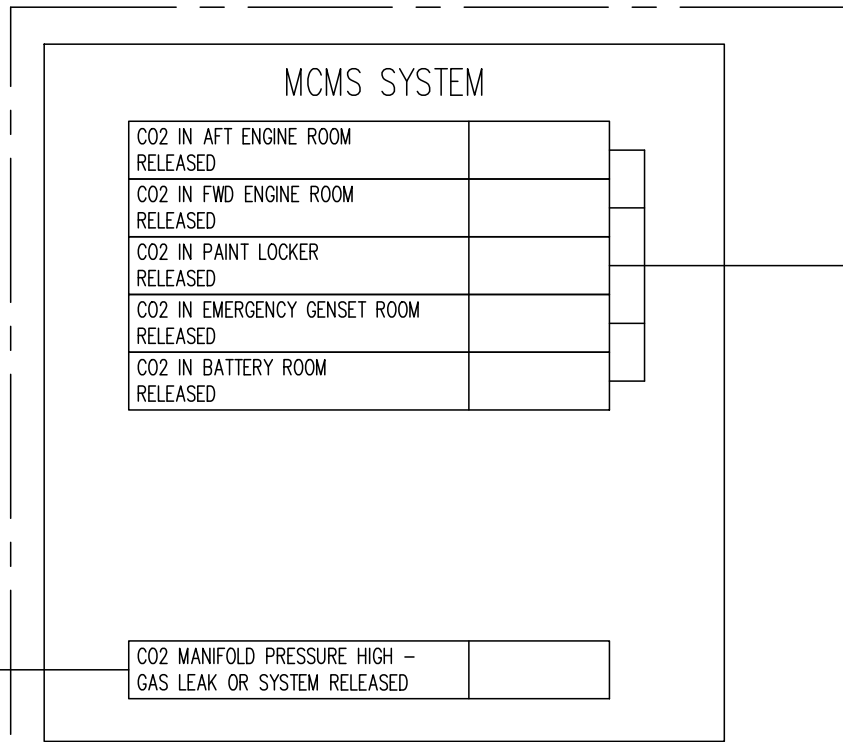 MCMS SYSTEM
CO2 IN AFT ENGINE ROOM
RELEASED
CO2 IN FWD ENGINE ROOM
RELEASED
CO2 IN PAINT LOCKER
RELEASED
CO2 IN EMERGENCY GENSET ROOM
RELEASED
CO2 IN BATTERY ROOM
RELEASED
CO2 MANIFOLD PRESSURE HIGH –
GAS LEAK OR SYSTEM RELEASED